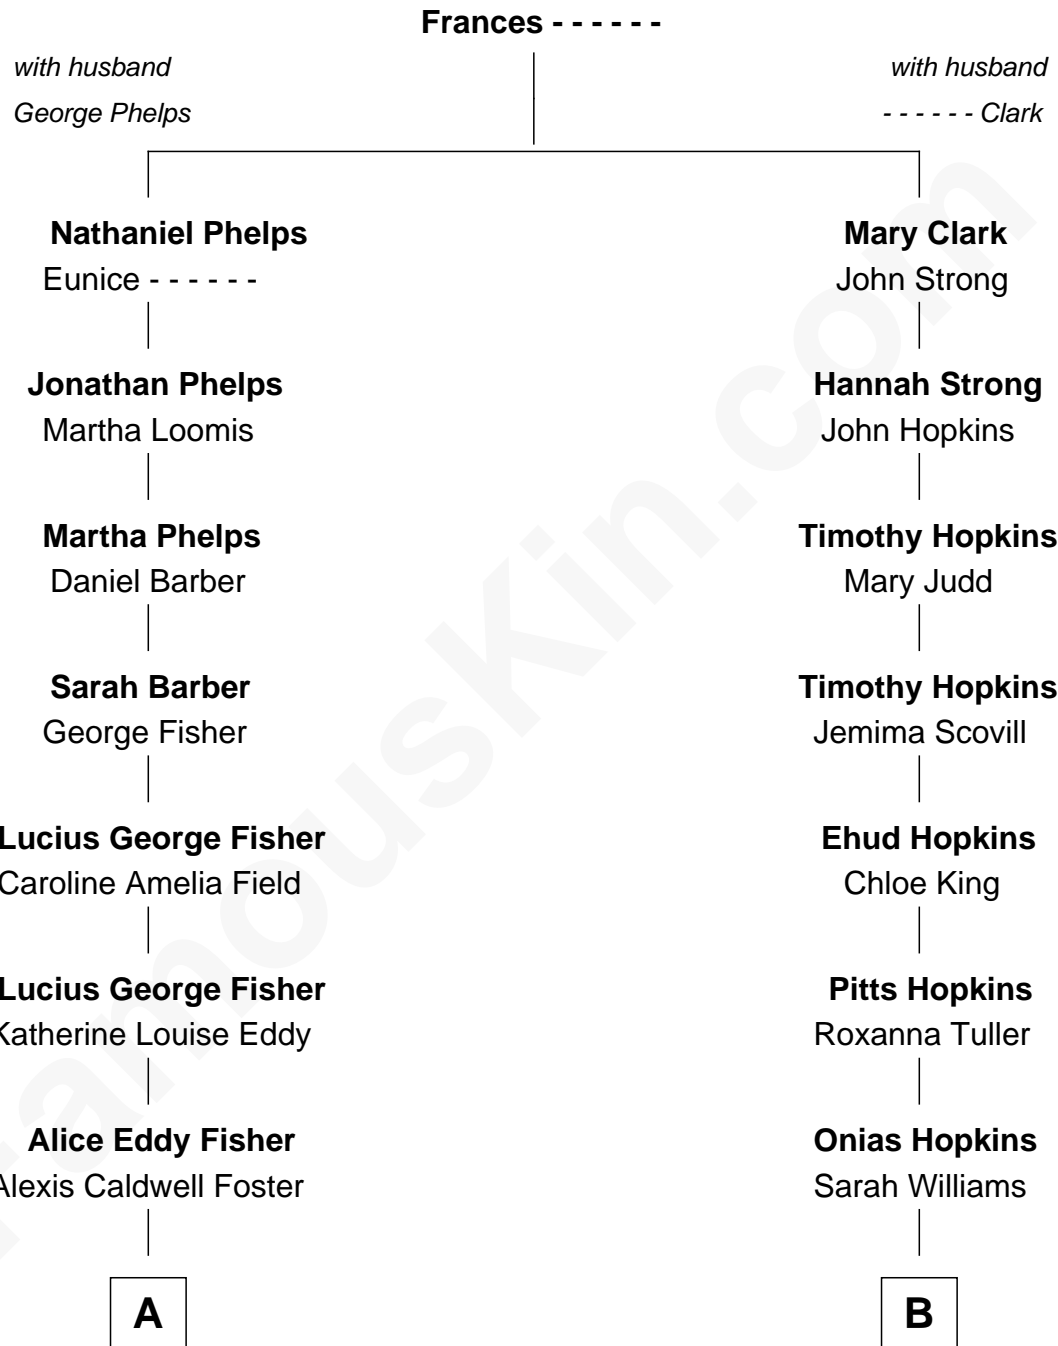 Frances - - - - - -
with husband
George Phelps
with husband
- - - - - - Clark
Nathaniel Phelps
Eunice - - - - - -
Mary Clark
John Strong
Jonathan Phelps
Martha Loomis
Hannah Strong
John Hopkins
Martha Phelps
Daniel Barber
Timothy Hopkins
Mary Judd
Sarah Barber
George Fisher
Timothy Hopkins
Jemima Scovill
Lucius George Fisher
Caroline Amelia Field
Ehud Hopkins
Chloe King
Lucius George Fisher
Katherine Louise Eddy
Pitts Hopkins
Roxanna Tuller
Alice Eddy Fisher
Alexis Caldwell Foster
Onias Hopkins
Sarah Williams
A
B
FamousKin.com